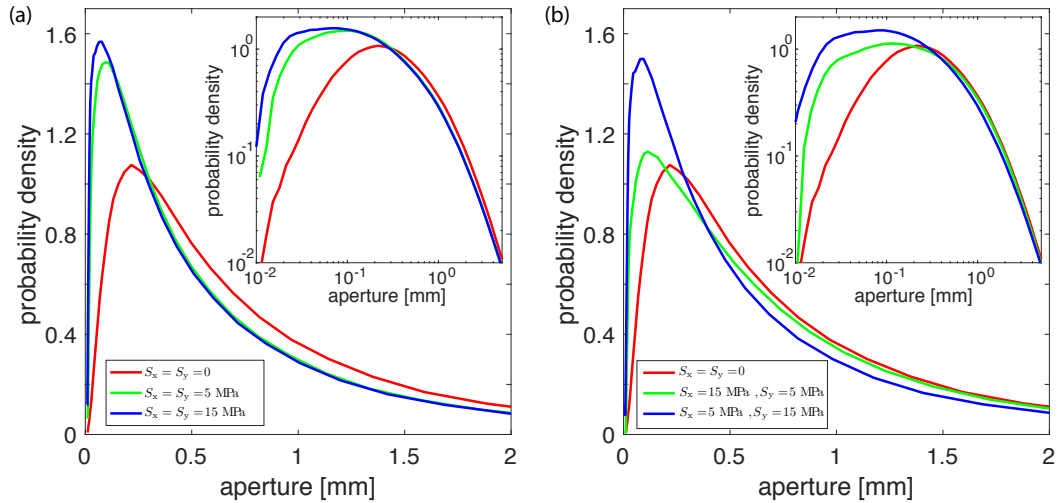 (a)
probability density
1.6
1.2
0.8
0.4
0
0
0.5
1
1.5
2
aperture [mm]
probability density
10^0
10^-1
10^-2
10^-2
10^-1
10^0
aperture [mm]
S_x = S_y =0
S_x = S_y =5 MPa
S_x = S_y =15 MPa
(b)
probability density
1.6
1.2
0.8
0.4
0
0
0.5
1
1.5
2
aperture [mm]
probability density
10^0
10^-1
10^-2
10^-2
10^-1
10^0
aperture [mm]
S_x = S_y =0
S_x =15 MPa , S_y =5 MPa
S_x =5 MPa , S_y =15 MPa